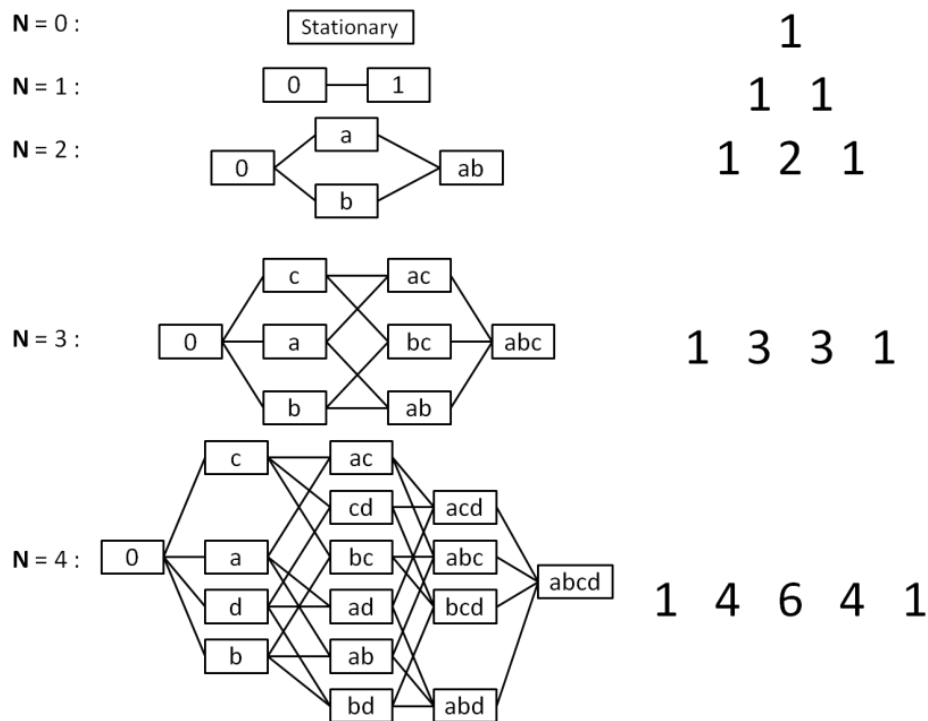 N = 0 : Stationary 1
N = 1 : 0 1 1 1
a
N = 2 : 0 ab 1 2 1
b
c ac
N = 3 : 0 a bc abc 1 3 3 1
b ab
c ac
cd acd
N = 4 : 0 a bc abc
abcd
d ad bcd 1 4 6 4 1
b ab
bd abd